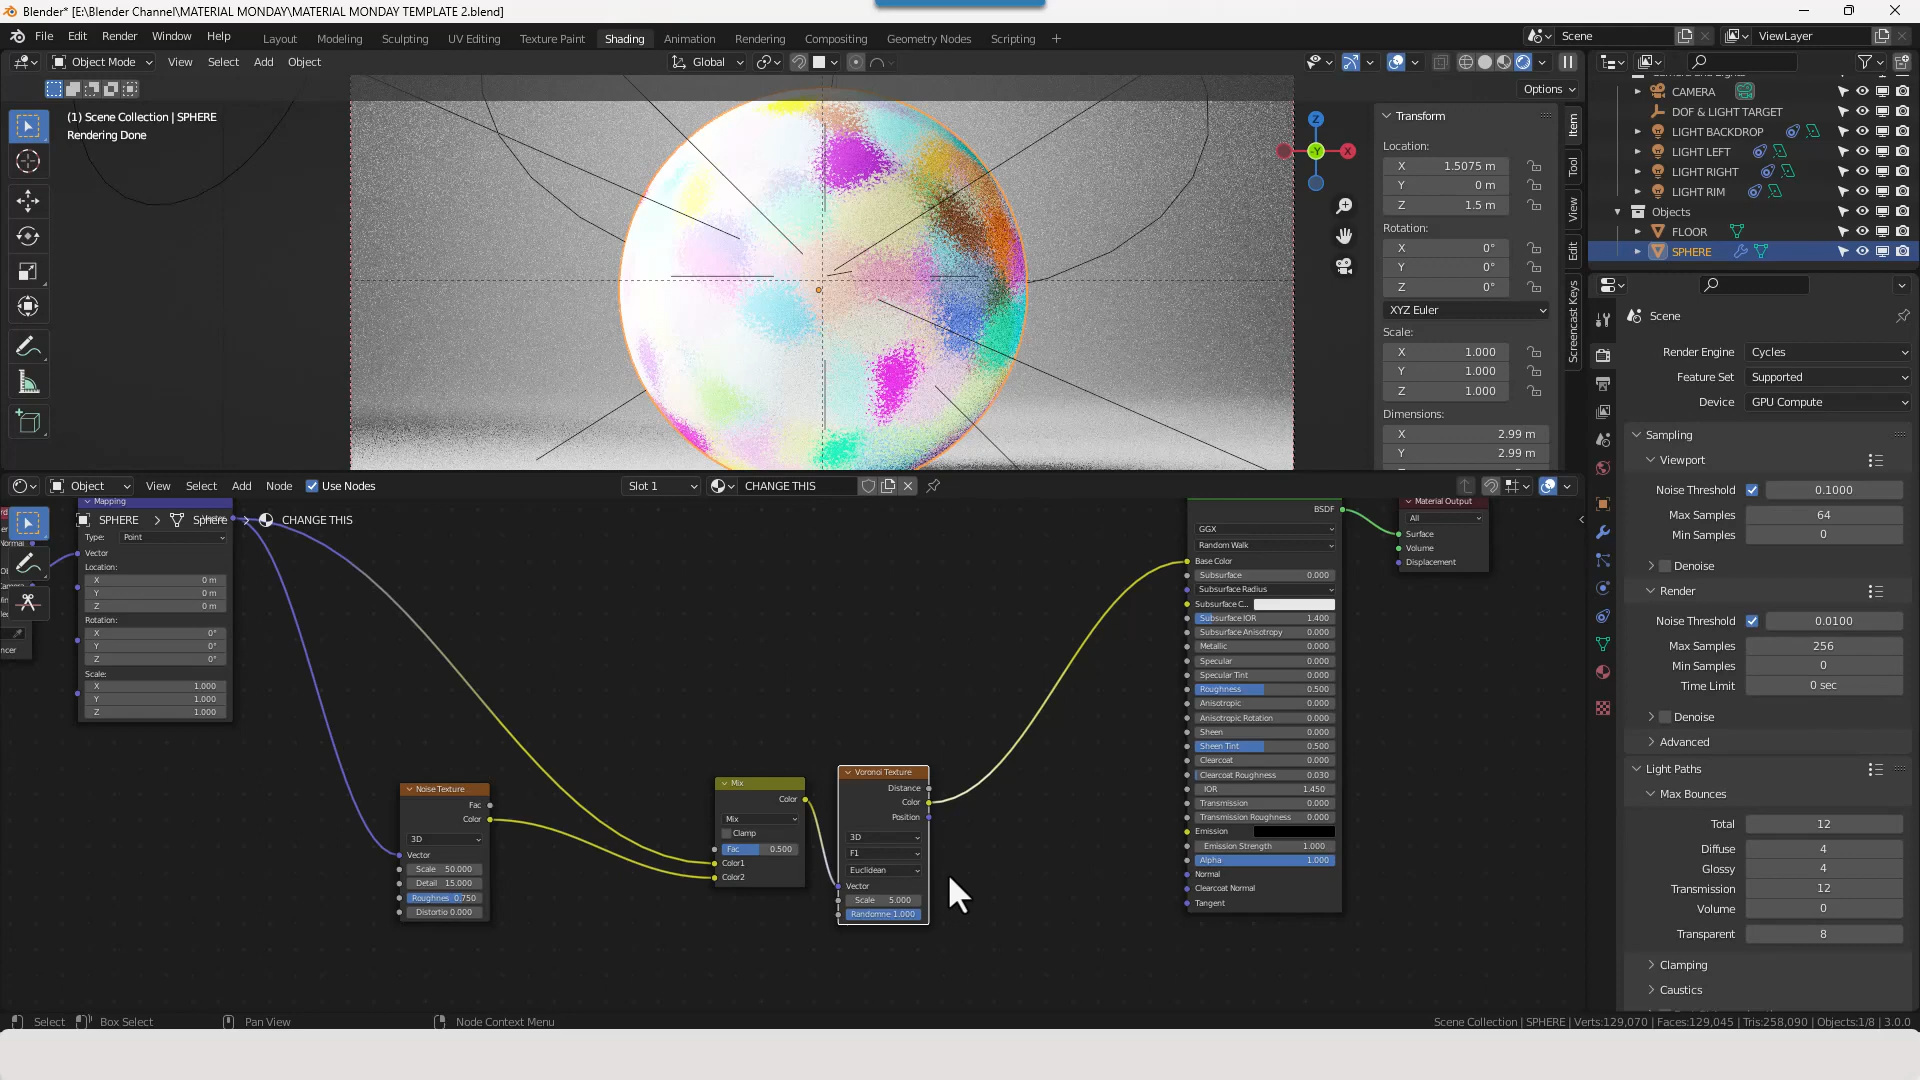 Blender* [E:\Blender Channel\MATERIAL MONDAY\MATERIAL MONDAY TEMPLATE 2.blend]
File Edit Render Window Help Layout Modeling Sculpting UV Editing Texture Paint Shading Animation Rendering Compositing Geometry Nodes Scripting + Scene ViewLayer
Object Mode View Select Add Object Global
Options
(1) Scene Collection | SPHERE
Rendering Done
Z
X
-Y
Transform
Location:
X 1.5075 m
Y 0 m
Z 1.5 m
Rotation:
X 0°
Y 0°
Z 0°
XYZ Euler
Scale:
X 1.000
Y 1.000
Z 1.000
Dimensions:
X 2.99 m
Y 2.99 m
Item
Tool
View
Edit
Screencast Keys
CAMERA
DOF & LIGHT TARGET
LIGHT BACKDROP
LIGHT LEFT
LIGHT RIGHT
LIGHT RIM
Objects
FLOOR
SPHERE
Scene
Render Engine Cycles
Feature Set Supported
Device GPU Compute
Sampling
Viewport
Noise Threshold 0.1000
Max Samples 64
Min Samples 0
Denoise
Render
Noise Threshold 0.0100
Max Samples 256
Min Samples 0
Time Limit 0 sec
Denoise
Advanced
Light Paths
Max Bounces
Total 12
Diffuse 4
Glossy 4
Transmission 12
Volume 0
Transparent 8
Clamping
Caustics
Object View Select Add Node Use Nodes Slot 1 CHANGE THIS
Mapping
SPHERE > Sphere > CHANGE THIS
Type: Point
Vector
Location:
X 0 m
Y 0 m
Z 0 m
Rotation:
X 0°
Y 0°
Z 0°
Scale:
X 1.000
Y 1.000
Z 1.000
Noise Texture
Fac
Color
3D
Vector
Scale 50.000
Detail 15.000
Roughnes 0.750
Distortio 0.000
Mix
Color
Mix
Clamp
Fac 0.500
Color1
Color2
Voronoi Texture
Distance
Color
Position
3D
F1
Euclidean
Vector
Scale 5.000
Randomne 1.000
BSDF
GGX
Random Walk
Base Color
Subsurface 0.000
Subsurface Radius
Subsurface C..
Subsurface IOR 1.400
Subsurface Anisotropy 0.000
Metallic 0.000
Specular 0.000
Specular Tint 0.000
Roughness 0.500
Anisotropic 0.000
Anisotropic Rotation 0.000
Sheen 0.000
Sheen Tint 0.500
Clearcoat 0.000
Clearcoat Roughness 0.030
IOR 1.450
Transmission 0.000
Transmission Roughness 0.000
Emission
Emission Strength 1.000
Alpha 1.000
Normal
Clearcoat Normal
Tangent
Material Output
All
Surface
Volume
Displacement
Select Box Select Pan View Node Context Menu Scene Collection | SPHERE | Verts:129,070 | Faces:129,045 | Tris:258,090 | Objects:1/8 | 3.0.0